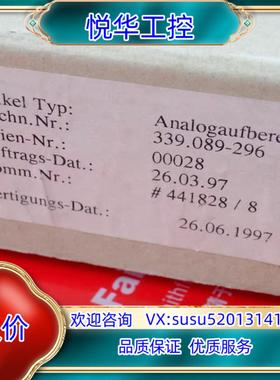 悦华工控
kel Typ:
Analogaufbere
chn.Nr.:
339.089-296
ien-Nr.:
00028
ftrags-Dat.:
26.03.97
omm.Nr.:
# 441828 / 8
ertigungs-Dat.:
26.06.1997
Fa
价
欢迎咨询 VX:susu52013141
品质保证 优质服务